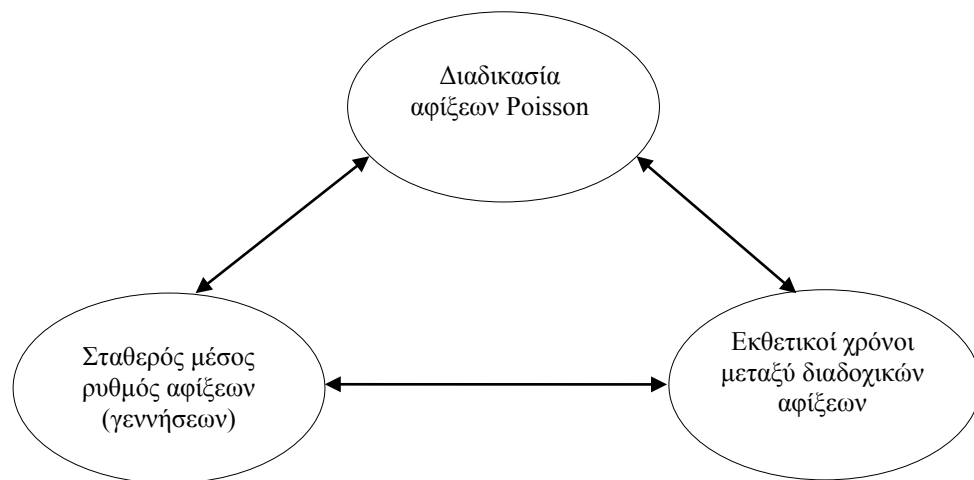 Διαδικασία
αφίξεων Poisson
Σταθερός μέσος
ρυθμός αφίξεων
(γεννήσεων)
Εκθετικοί χρόνοι
μεταξύ διαδοχικών
αφίξεων